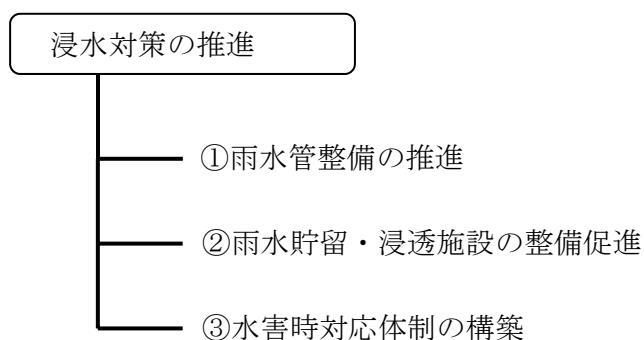 浸水対策の推進
①雨水管整備の推進
②雨水貯留・浸透施設の整備促進
③水害時対応体制の構築